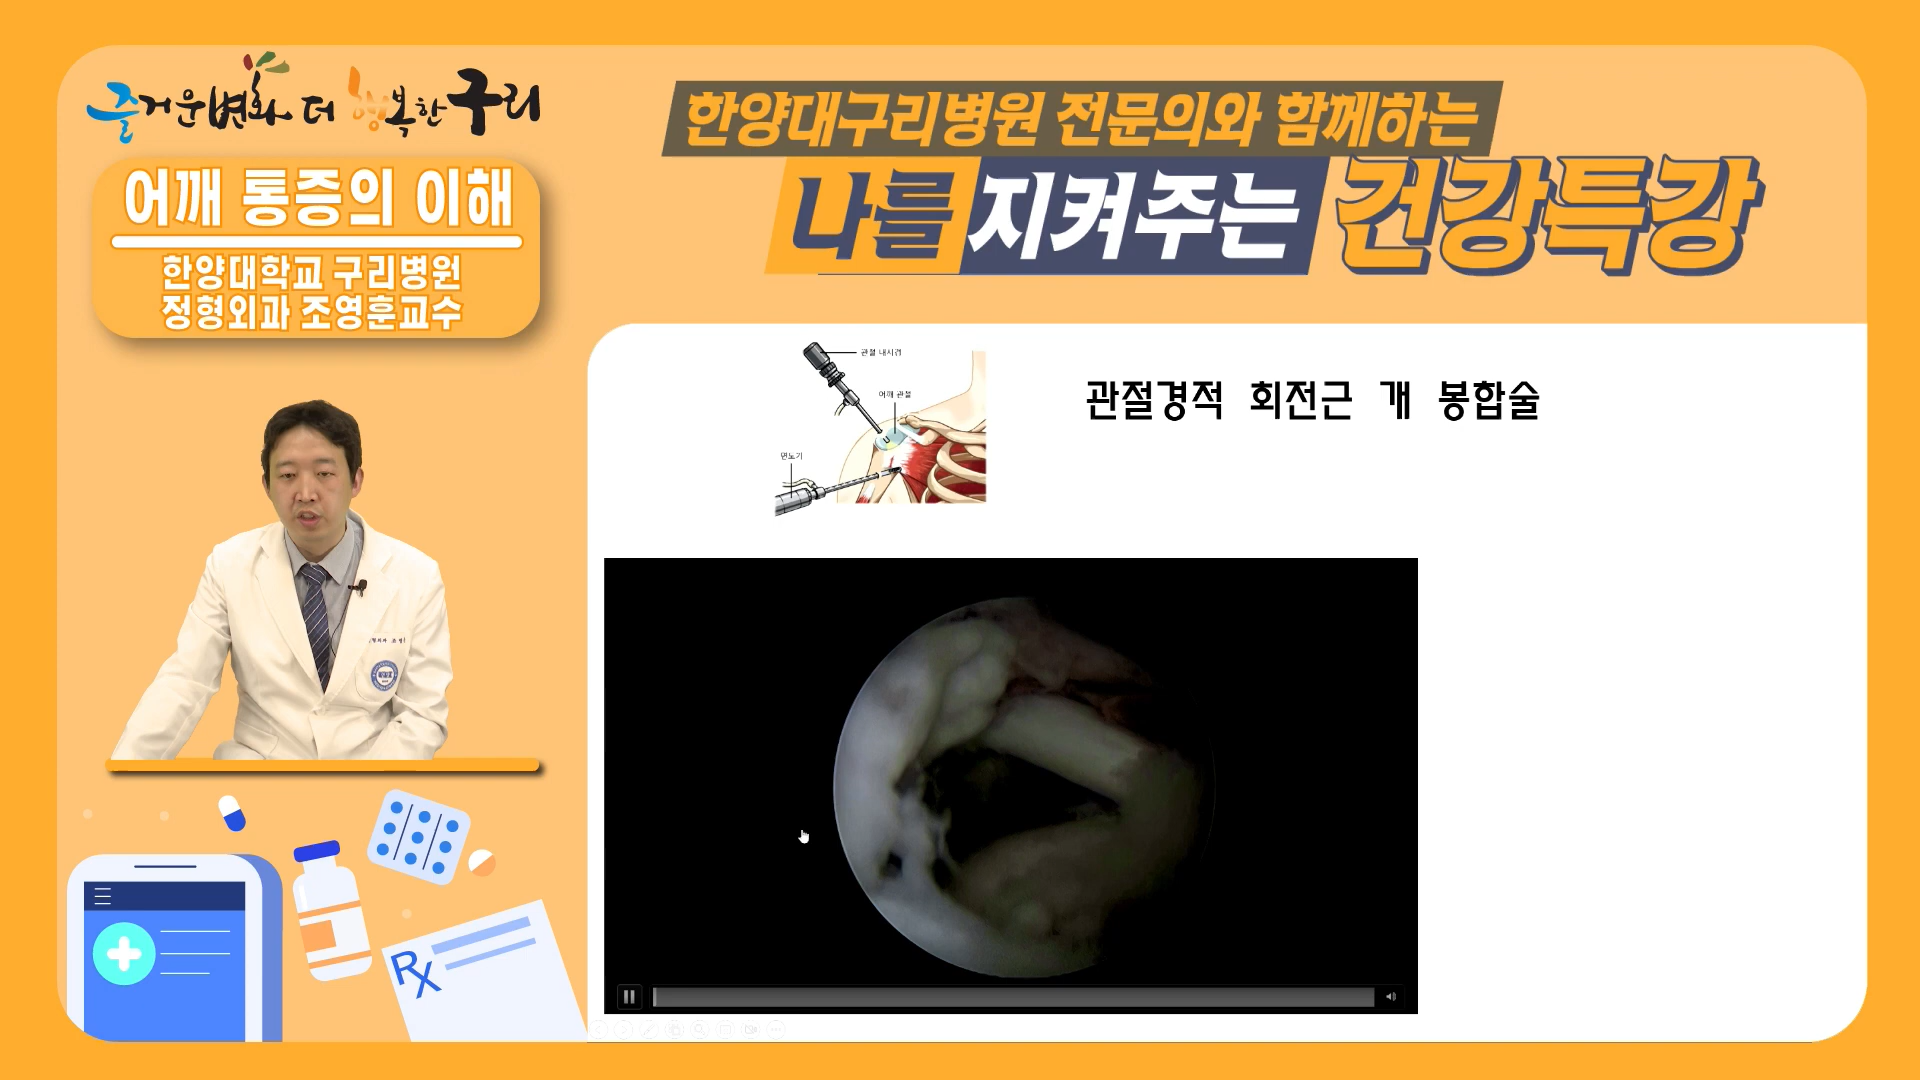 즐거운 변화 더 행복한 구리
어깨 통증의 이해
한양대학교 구리병원
정형외과 조영훈교수
한양대구리병원 전문의와 함께하는
나를 지켜주는 건강특강
관절 내시경
어깨 관절
면도기
관절경적 회전근 개 봉합술
Rx